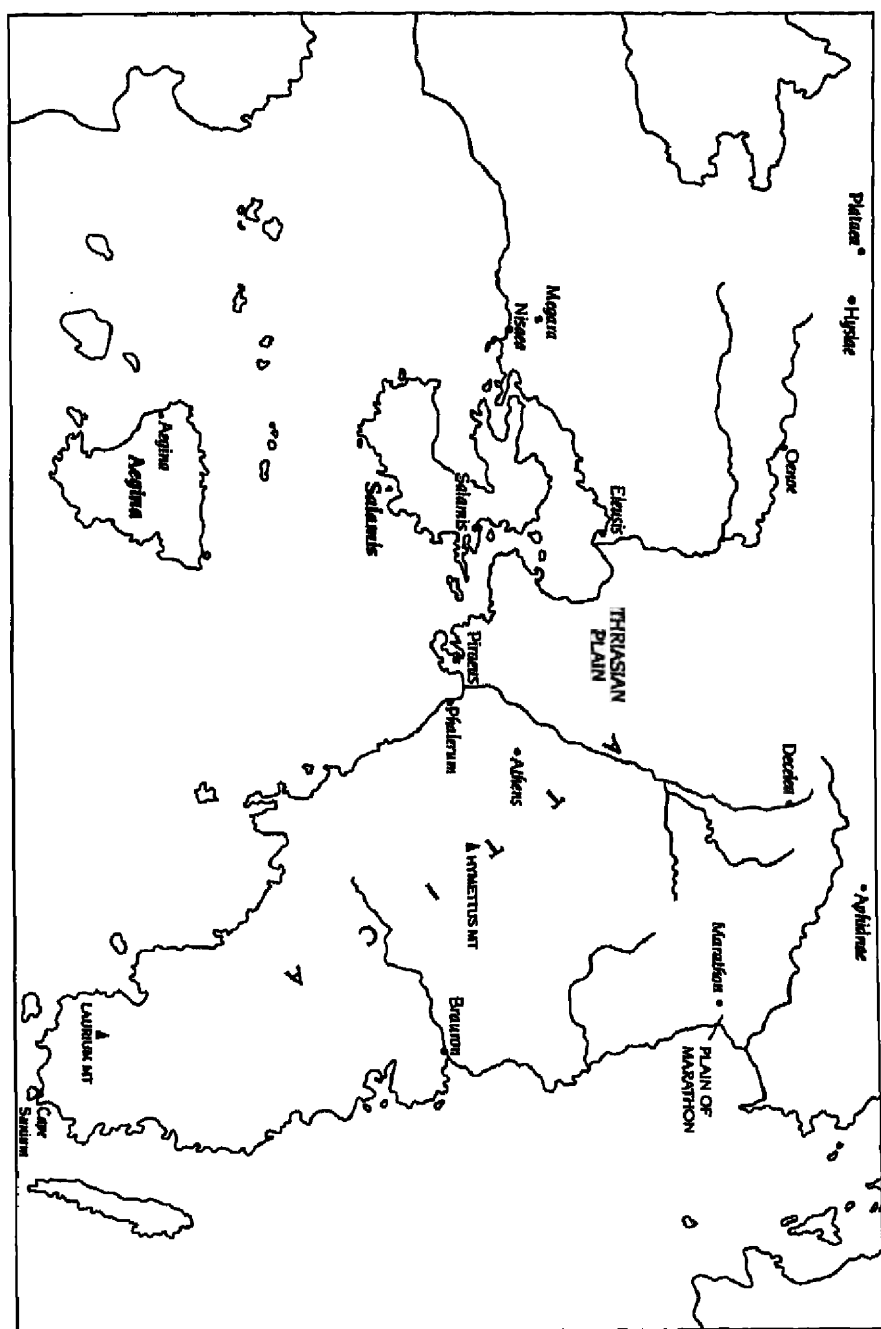 Plataea
Hysiae
Oenoe
Decelea
Aphidnae
Megara
Nisaea
Eleusis
THRIASIAN
PLAIN
Marathon
PLAIN OF
MARATHON
Salamis
Salamis
Piraeus
Phalerum
Athens
HYMETTUS MT
Brauron
Aegina
Aegina
LAURIUM MT
Cape
Sunium